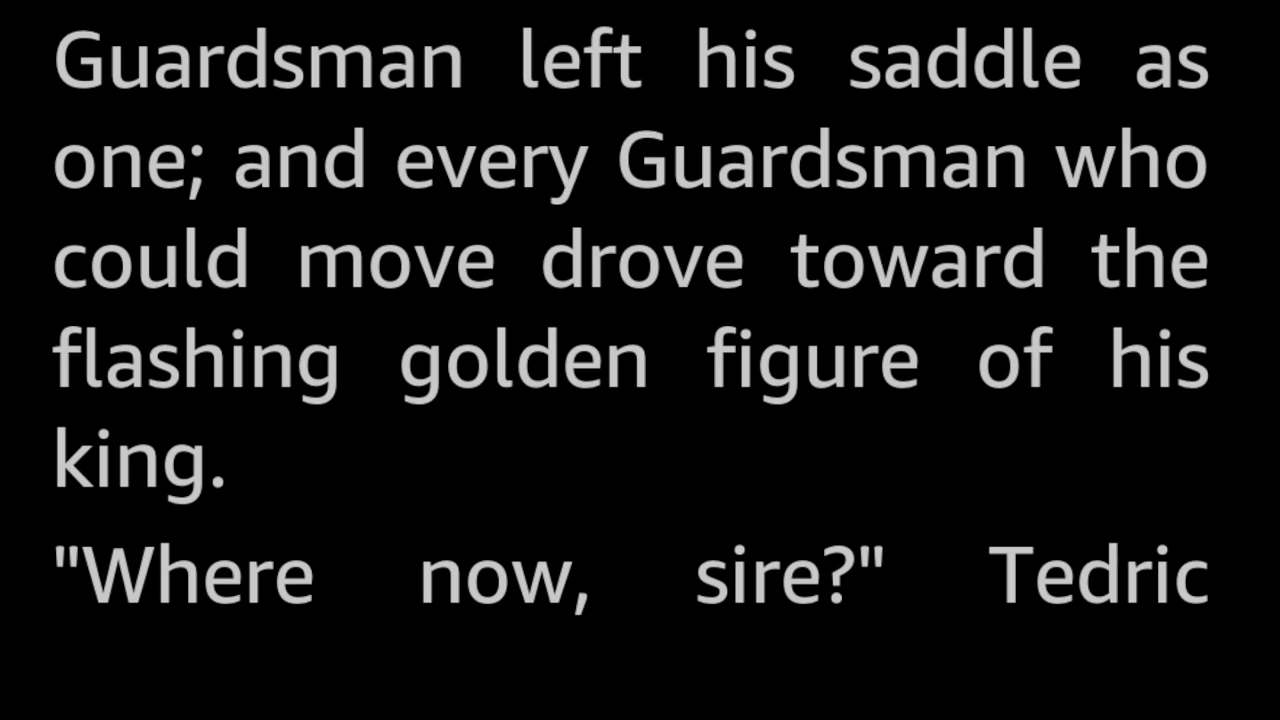 Guardsman left his saddle as
one; and every Guardsman who
could move drove toward the
flashing golden figure of his
king.
"Where now, sire?" Tedric